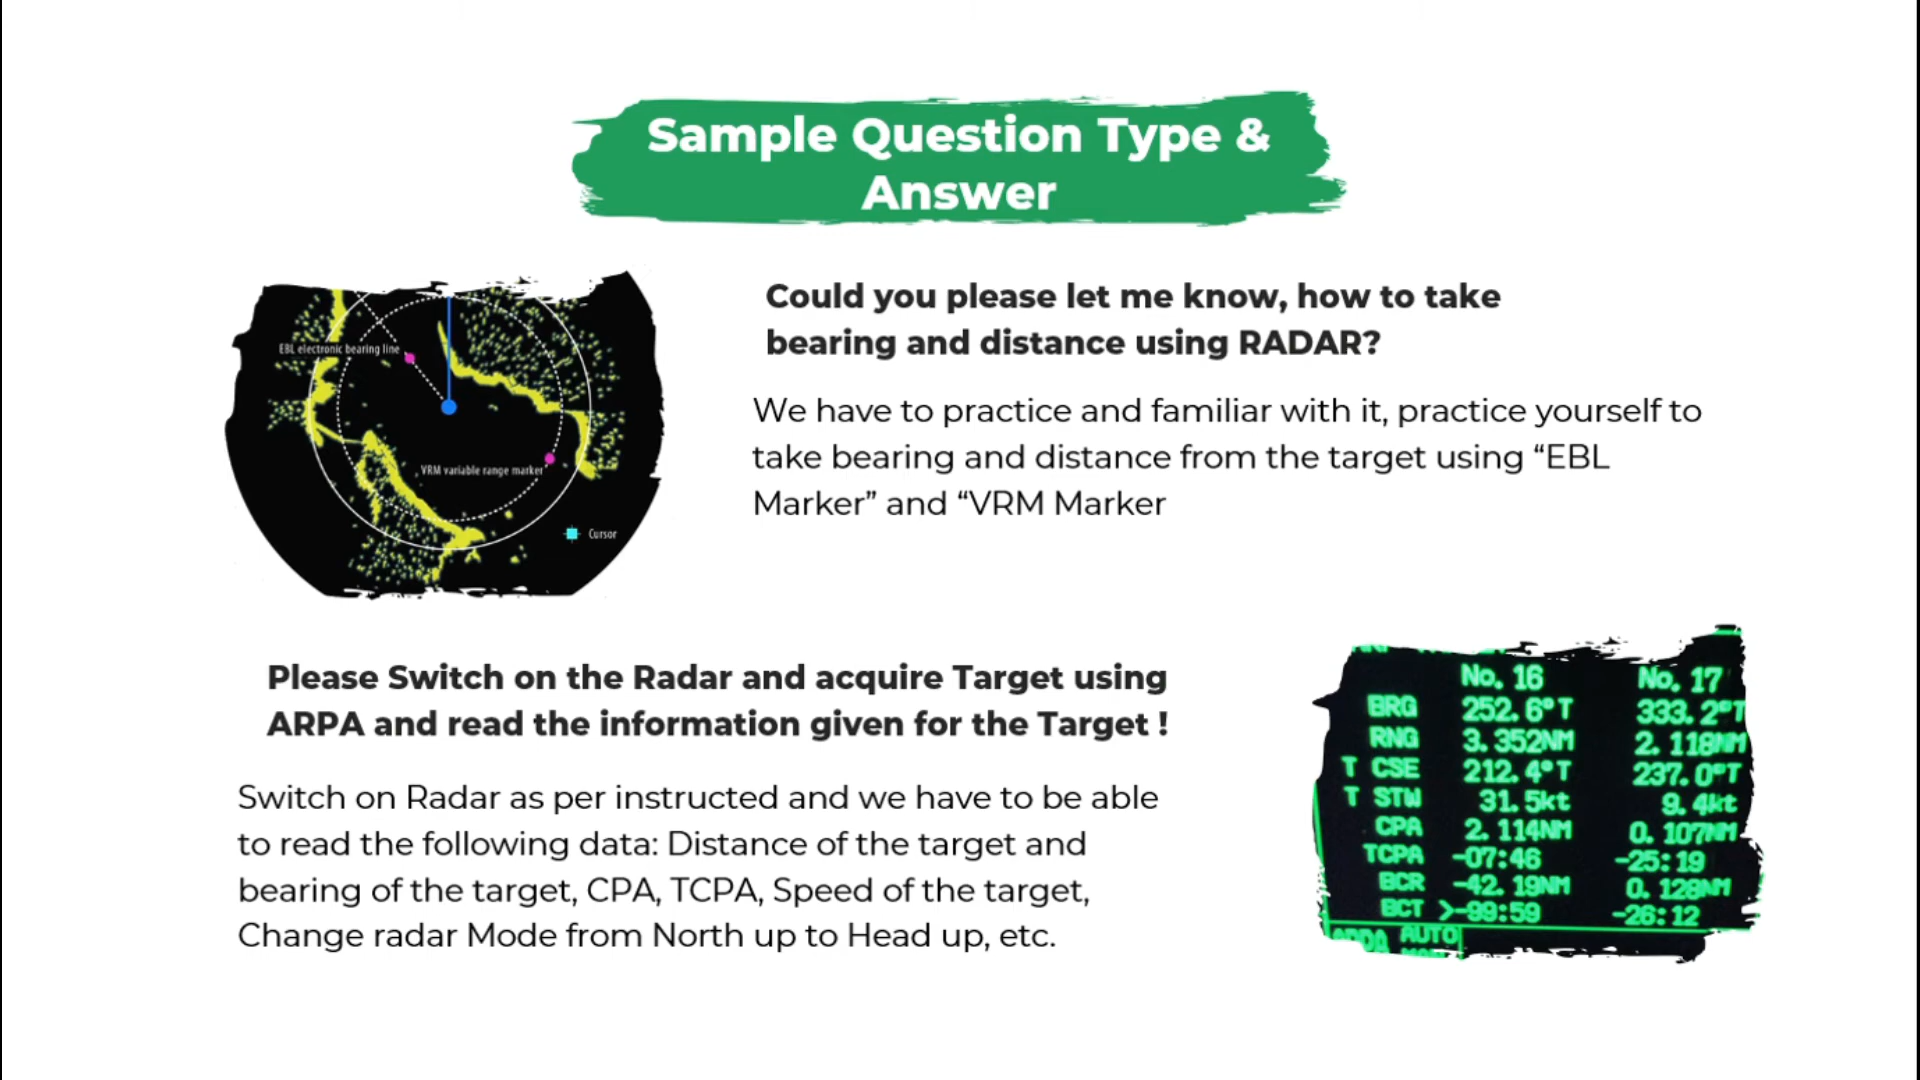 Sample Question Type &
Answer
EBL electronic bearing line
VRM variable range marker
Cursor
Could you please let me know, how to take
bearing and distance using RADAR?
We have to practice and familiar with it, practice yourself to
take bearing and distance from the target using “EBL
Marker” and “VRM Marker
Please Switch on the Radar and acquire Target using
ARPA and read the information given for the Target !
Switch on Radar as per instructed and we have to be able
to read the following data: Distance of the target and
bearing of the target, CPA, TCPA, Speed of the target,
Change radar Mode from North up to Head up, etc.
No. 16 No. 17
BRG 252.6°T 333.2°T
RNG 3.352NM 2.118NM
T CSE 212.4°T 237.0°T
T STW 31.5kt 9.4kt
CPA 2.114NM 0.107NM
TCPA -07:46 -25:19
BCR -42.19NM 0.128NM
BCT >-99:59 -26:12
ARPA AUTO